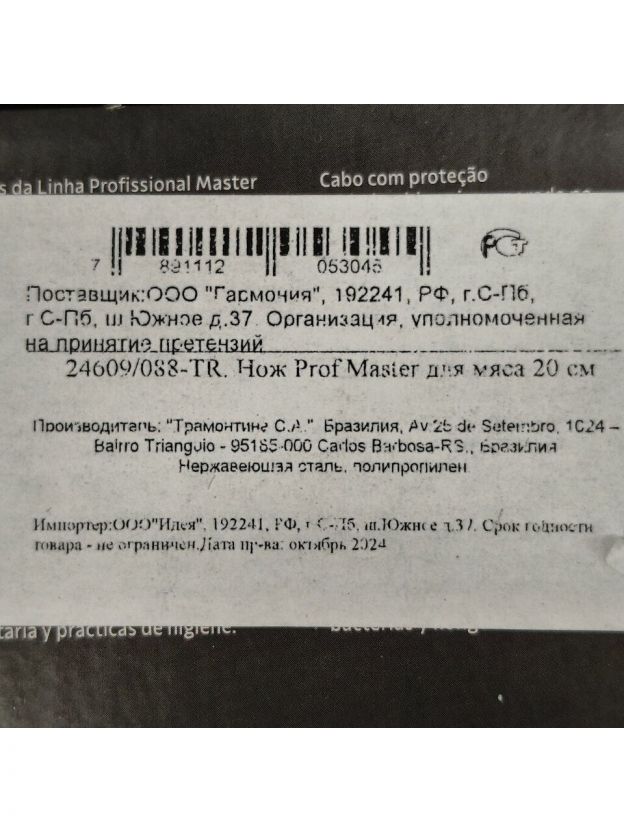 s da Linha Profissional Master
Cabo com proteção
7 891112 053045
РСТ
Поставщик:ООО "Гармония", 192241, РФ, г.С-Пб,
г С-Пб, ш Южное д.37. Организация, уполномоченная
на принятие претензий
24609/088-TR. Нож Prof Master для мяса 20 см
Производитель: "Трамонтина С.А." Бразилия, Av 25 de Setembro, 1024 –
Bairro Triangulo - 95185-000 Carlos Barbosa-RS., Бразилия
Нержавеющая сталь, полипропилен
Импортер:ООО"Идея", 192241, РФ, г С-Пб, ш.Южное д.37. Срок годности
товара - не ограничен.Дата пр-ва: октябрь 2024
taria y prácticas de higiene.